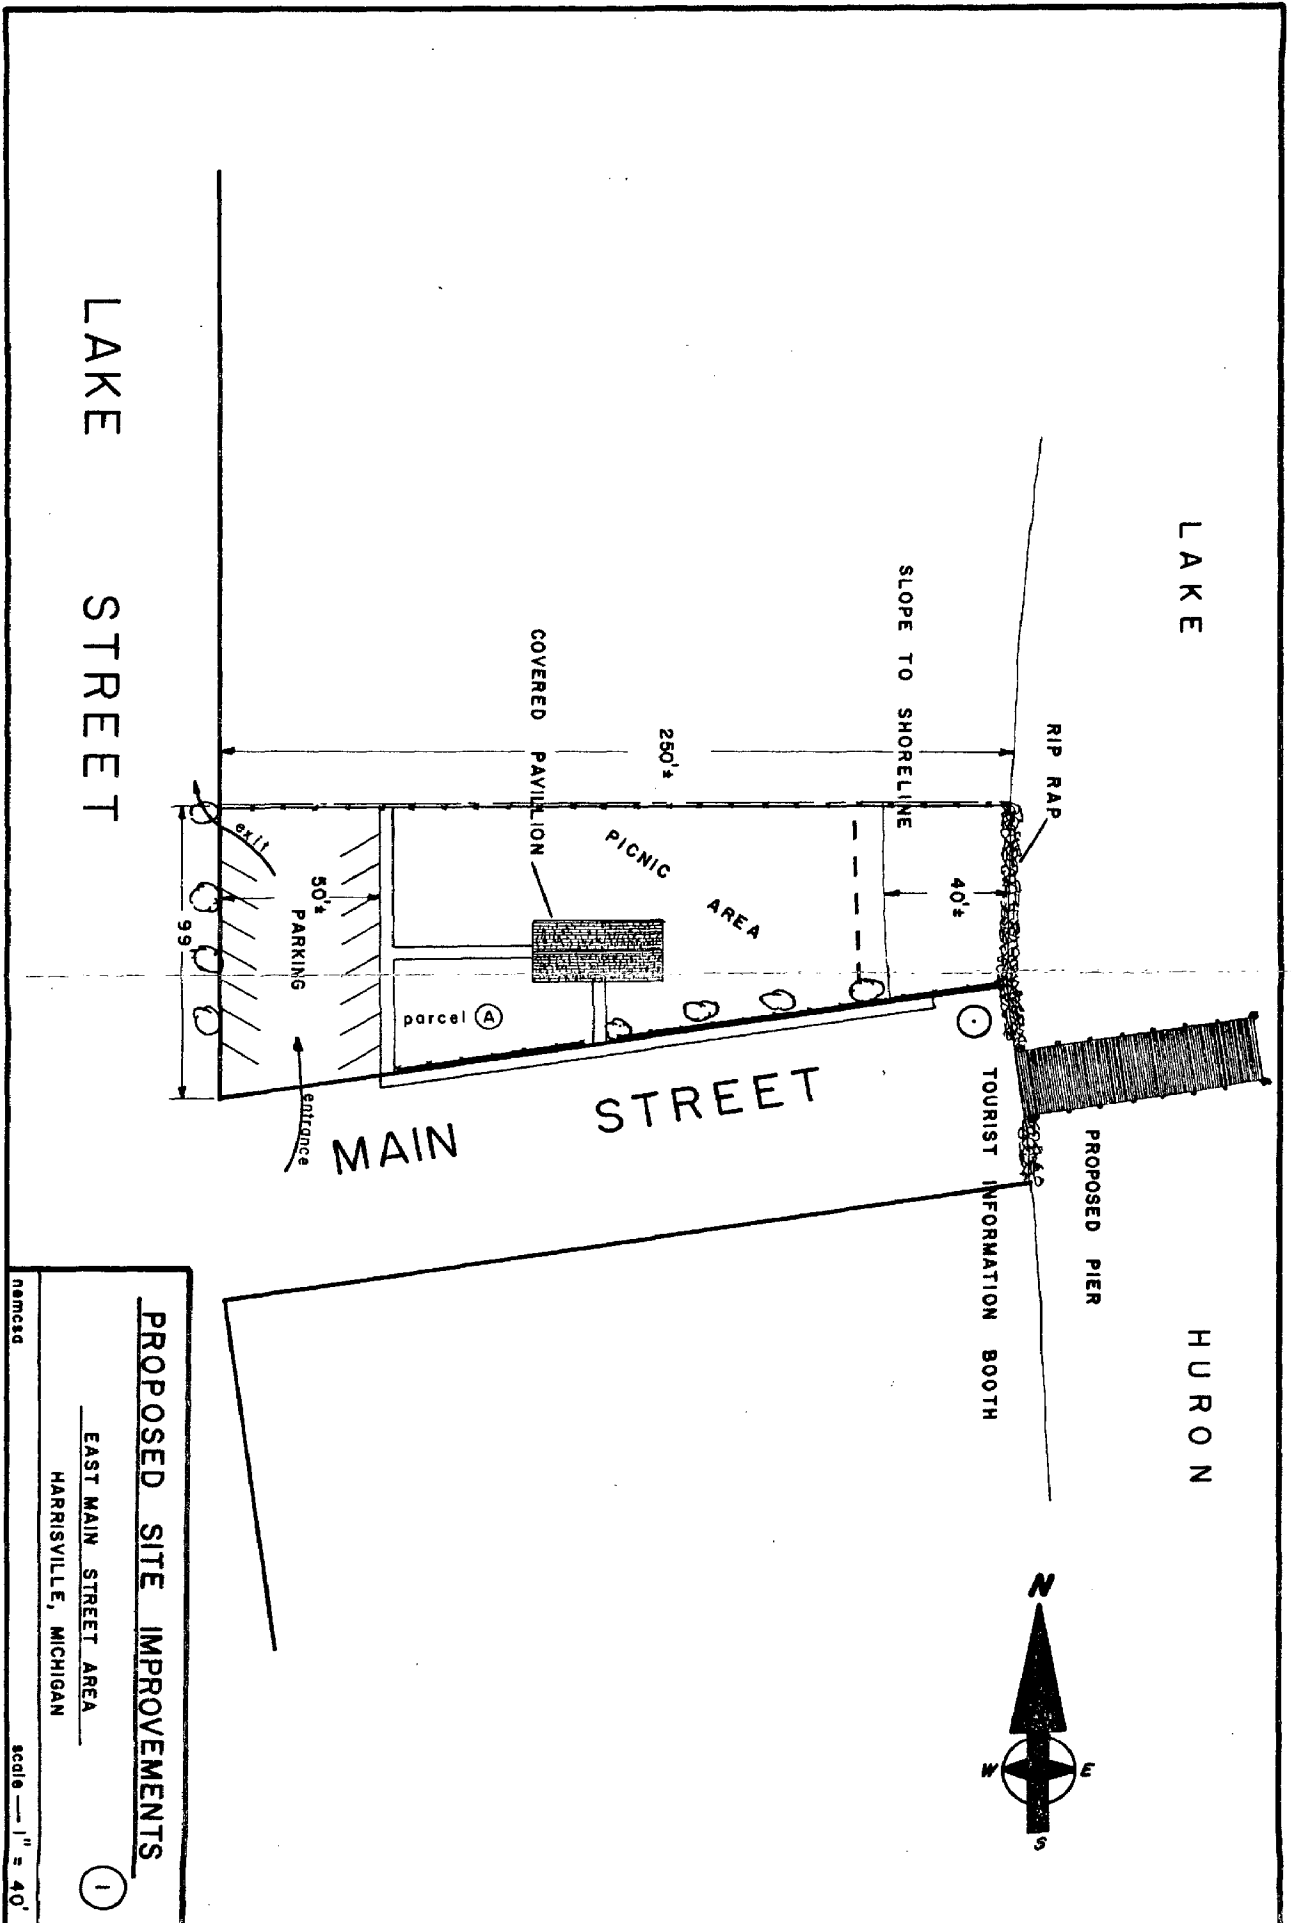 LAKE HURON
RIP RAP
SLOPE TO SHORELINE
40'±
250'±
COVERED PAVILLION
PICNIC AREA
parcel A
50'±
PARKING
exit
entrance
99'
LAKE STREET
MAIN STREET
TOURIST INFORMATION BOOTH
PROPOSED PIER
N
W E
S
PROPOSED SITE IMPROVEMENTS
EAST MAIN STREET AREA
HARRISVILLE, MICHIGAN
1
nemcsa
scale — 1" = 40'